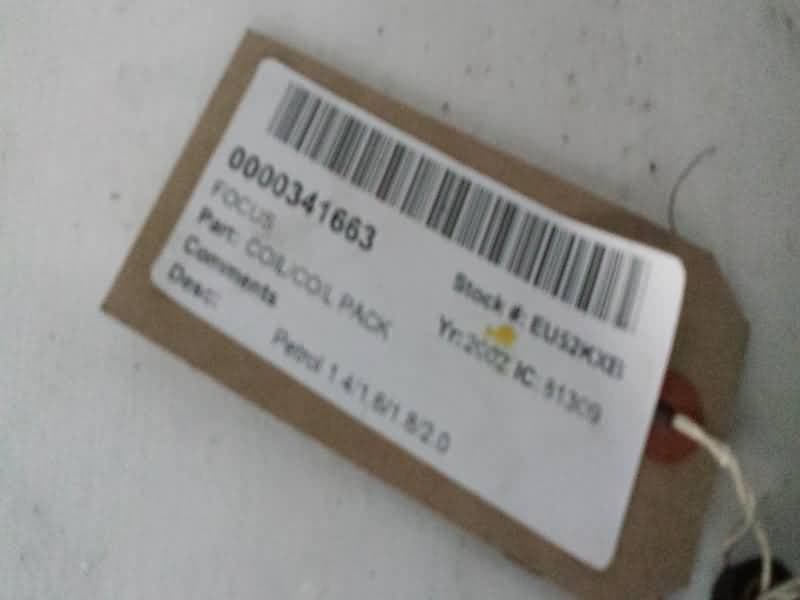 0000341663
FOCUS
Stock #:
Part: COIL/COIL PACK
Yr:2002 IC:
Comments
Desc:
Petrol 1.4/1.6/1.8/2.0